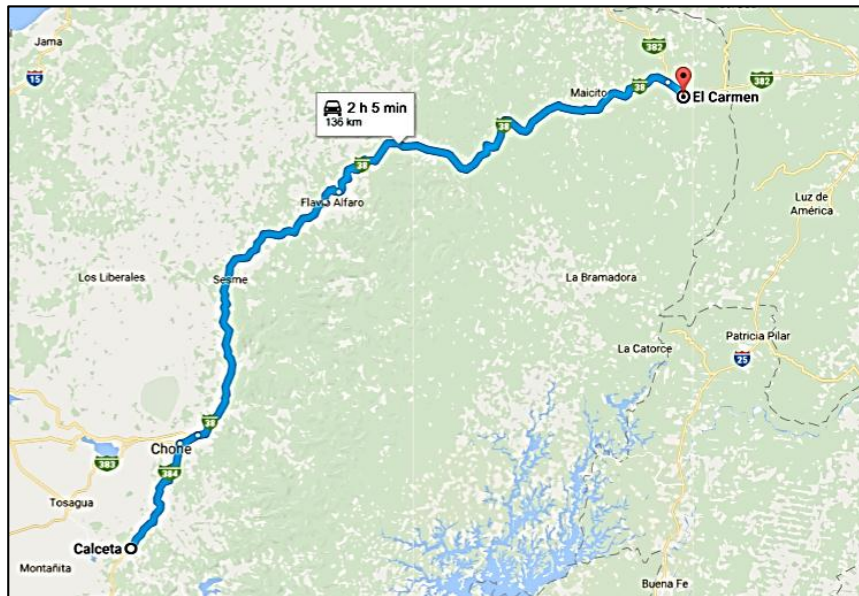 Jama
15
382
382
Maicito
38
El Carmen
2 h 5 min
136 km
38
38
Flavio Alfaro
Luz de
América
Los Liberales
Sesme
La Bramadora
La Catorce
Patricia Pilar
25
38
Chone
383
384
Tosagua
Calceta
Montañita
Buena Fe